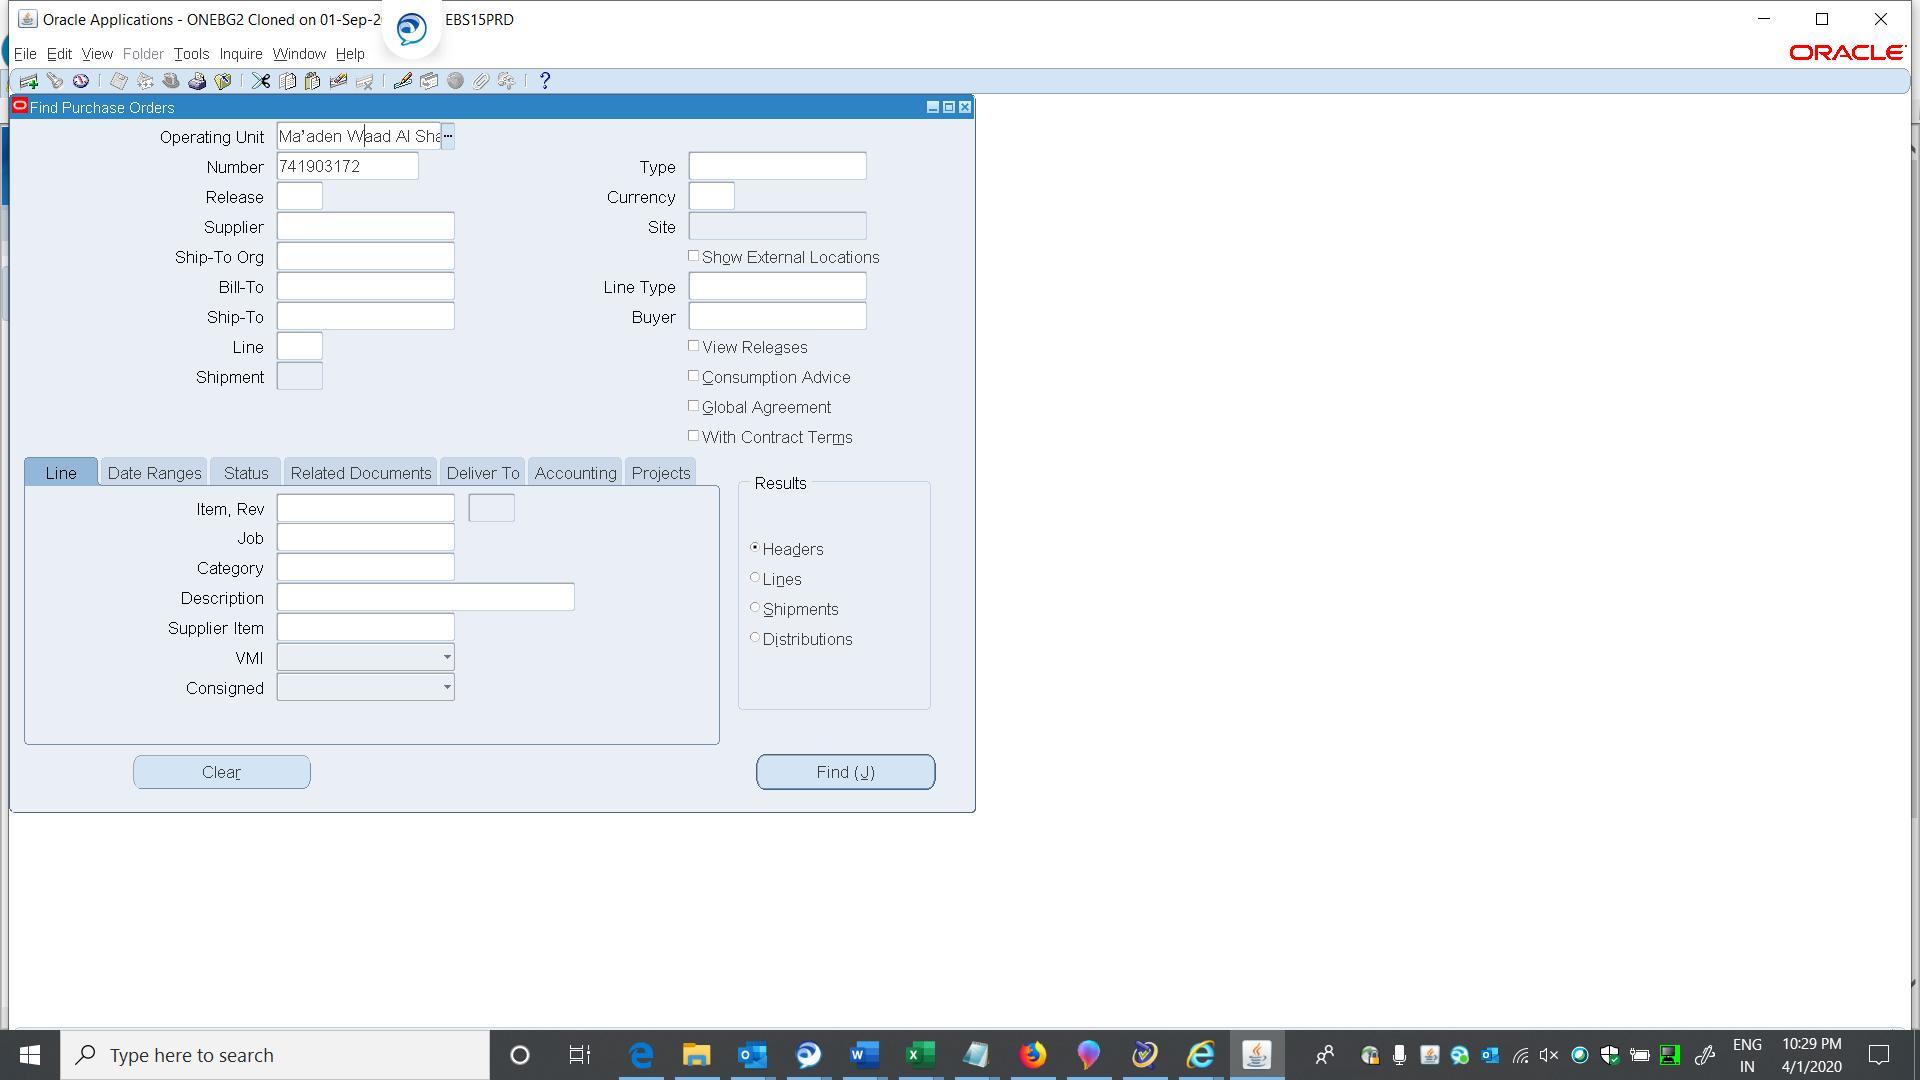 Oracle Applications - ONEBG2 Cloned on 01-Sep-2 EBS15PRD
File Edit View Folder Tools Inquire Window Help
ORACLE
Find Purchase Orders
Operating Unit Ma'aden Waad Al Sha
Number 741903172
Type
Release
Currency
Supplier
Site
Ship-To Org
Show External Locations
Bill-To
Line Type
Ship-To
Buyer
Line
View Releases
Shipment
Consumption Advice
Global Agreement
With Contract Terms
Line Date Ranges Status Related Documents Deliver To Accounting Projects
Results
Item, Rev
Job
Headers
Category
Lines
Description
Shipments
Supplier Item
Distributions
VMI
Consigned
Clear
Find (J)
Type here to search
ENG
IN
10:29 PM
4/1/2020